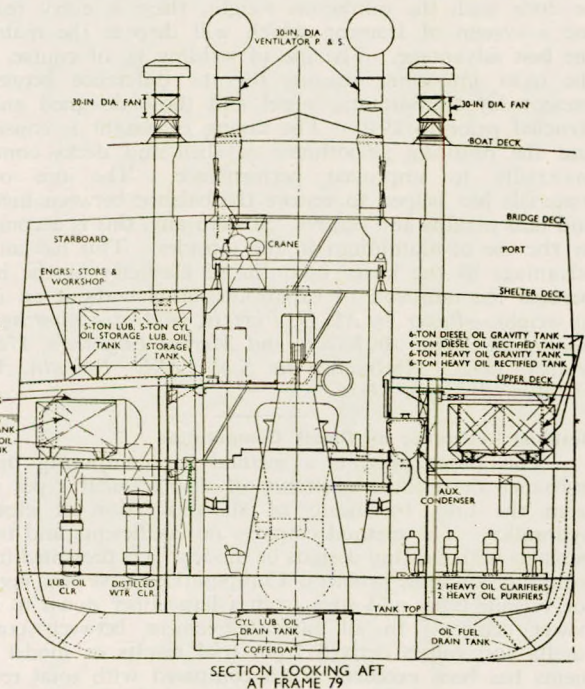 30-IN. DIA.
VENTILATOR P & S.
30-IN DIA. FAN
30-IN DIA. FAN
BOAT DECK
BRIDGE DECK
STARBOARD
CRANE
PORT
ENGRS.' STORE &
WORKSHOP
SHELTER DECK
5-TON LUB.
OIL STORAGE
TANK
5-TON CYL
LUB. OIL
STORAGE
TANK
6-TON DIESEL OIL GRAVITY TANK
6-TON DIESEL OIL RECTIFIED TANK
6-TON HEAVY OIL GRAVITY TANK
6-TON HEAVY OIL RECTIFIED TANK
UPPER DECK
OIL
AUX.
CONDENSER
LUB. OIL
CLR
DISTILLED
WTR CLR.
2 HEAVY OIL CLARIFIERS
2 HEAVY OIL PURIFIERS
TANK TOP
CYL. LUB. OIL
DRAIN TANK
COFFERDAM
OIL FUEL
DRAIN TANK
SECTION LOOKING AFT
AT FRAME 79